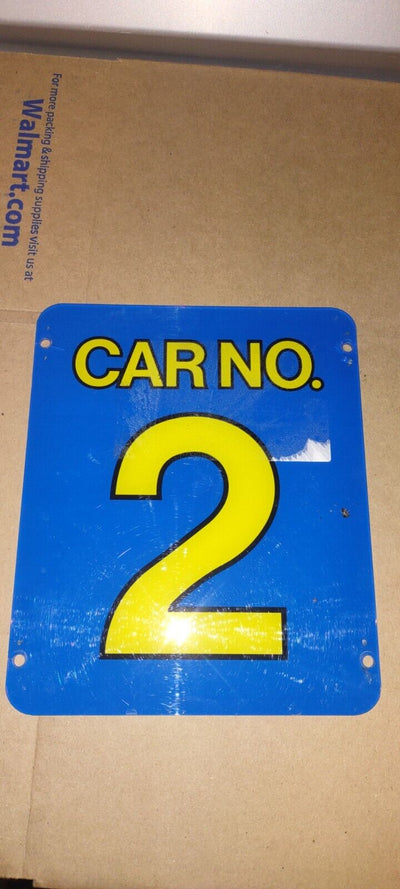 For more packing & shipping supplies visit us at
Walmart.com
CAR NO.
2